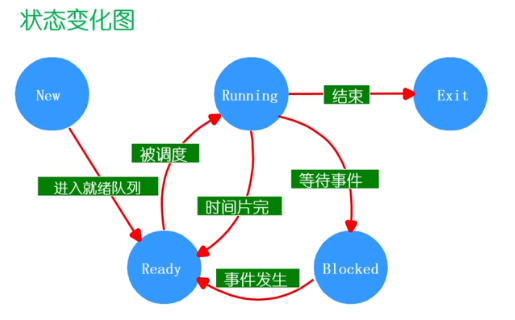 状态变化图
New
Running
结束
Exit
被调度
进入就绪队列
时间片完
等待事件
Ready
事件发生
Blocked